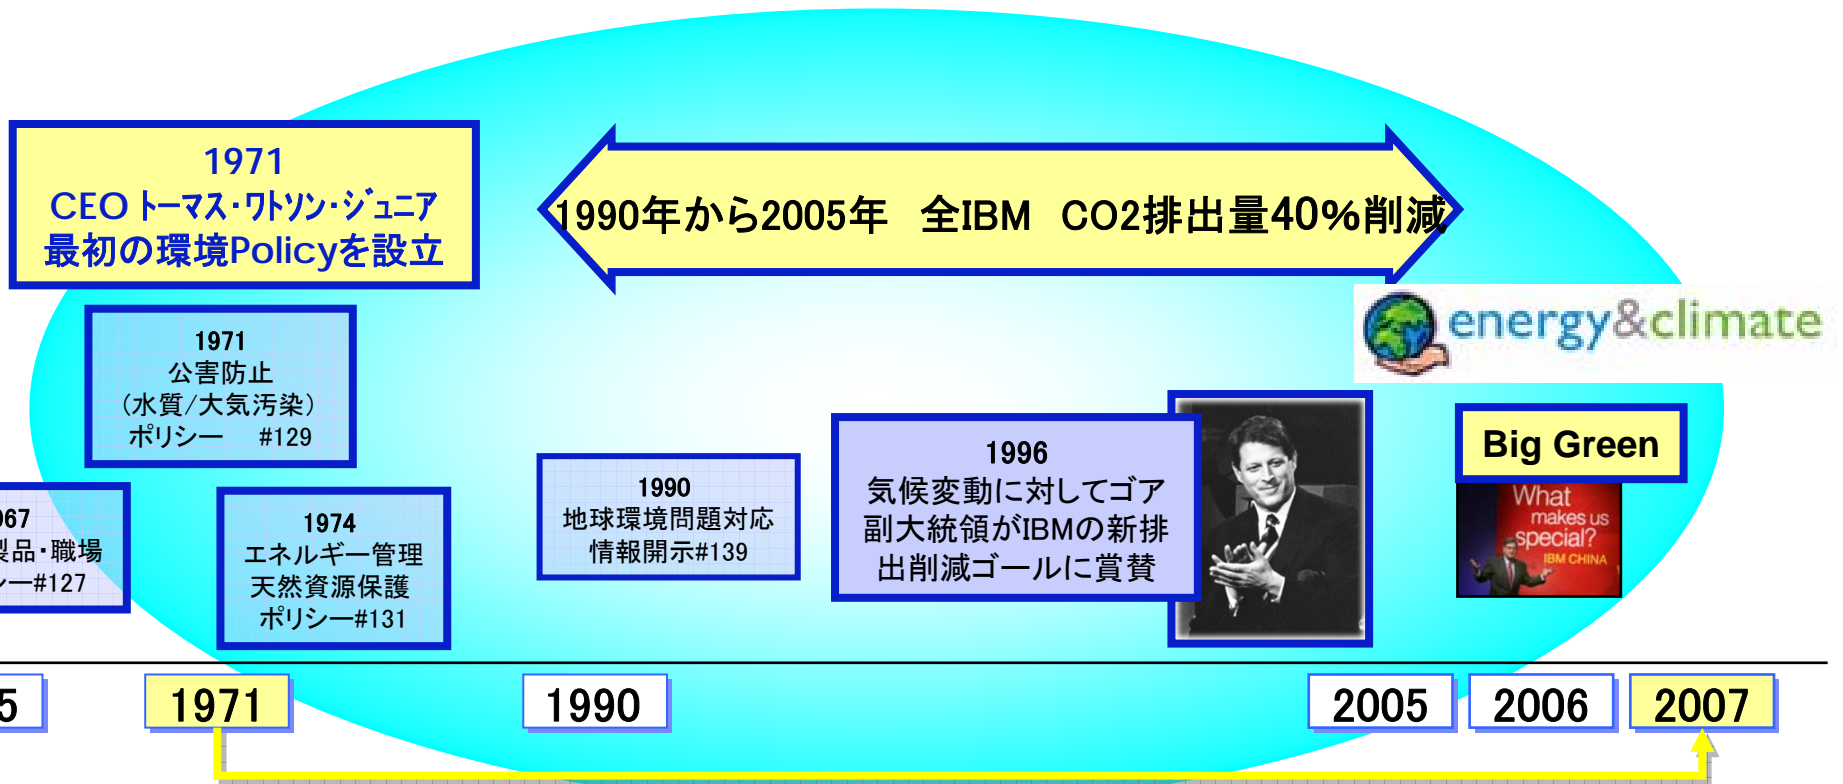 1971
CEO トーマス・ワトソン・ジュニア
最初の環境Policyを設立
1990年から2005年　全IBM　CO2排出量40%削減
energy&climate
1971
公害防止
（水質/大気汚染）
ポリシー　#129
67
製品・職場
ー#127
1974
エネルギー管理
天然資源保護
ポリシー#131
1990
地球環境問題対応
情報開示#139
1996
気候変動に対してゴア
副大統領がIBMの新排
出削減ゴールに賞賛
Big Green
What
makes us
special?
IBM CHINA
5
1971
1990
2005
2006
2007